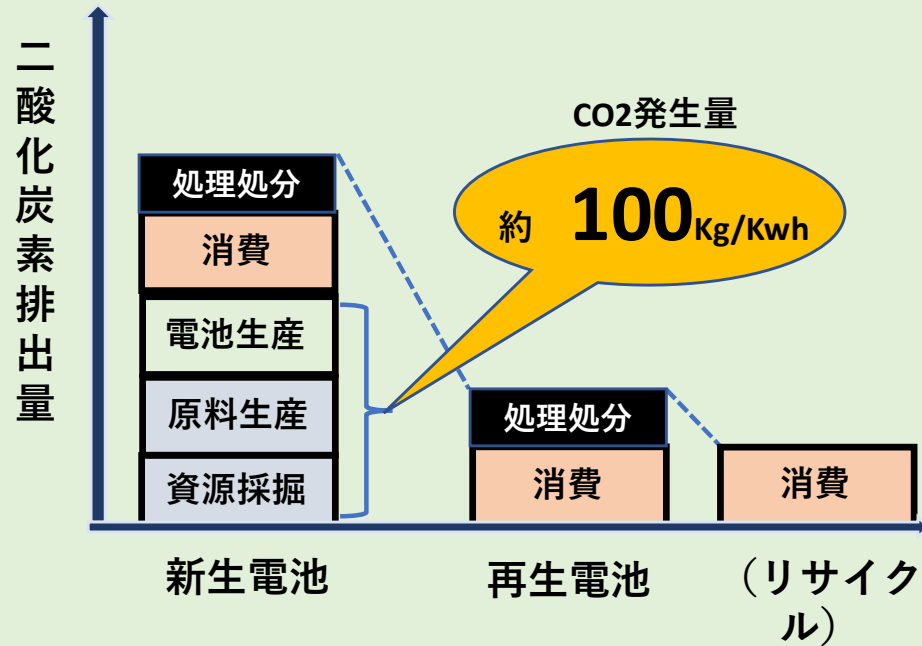 二酸化炭素排出量
CO2発生量
約 100Kg/Kwh
処理処分
消費
電池生産
原料生産
資源採掘
処理処分
消費
消費
新生電池
再生電池
（リサイク
ル）